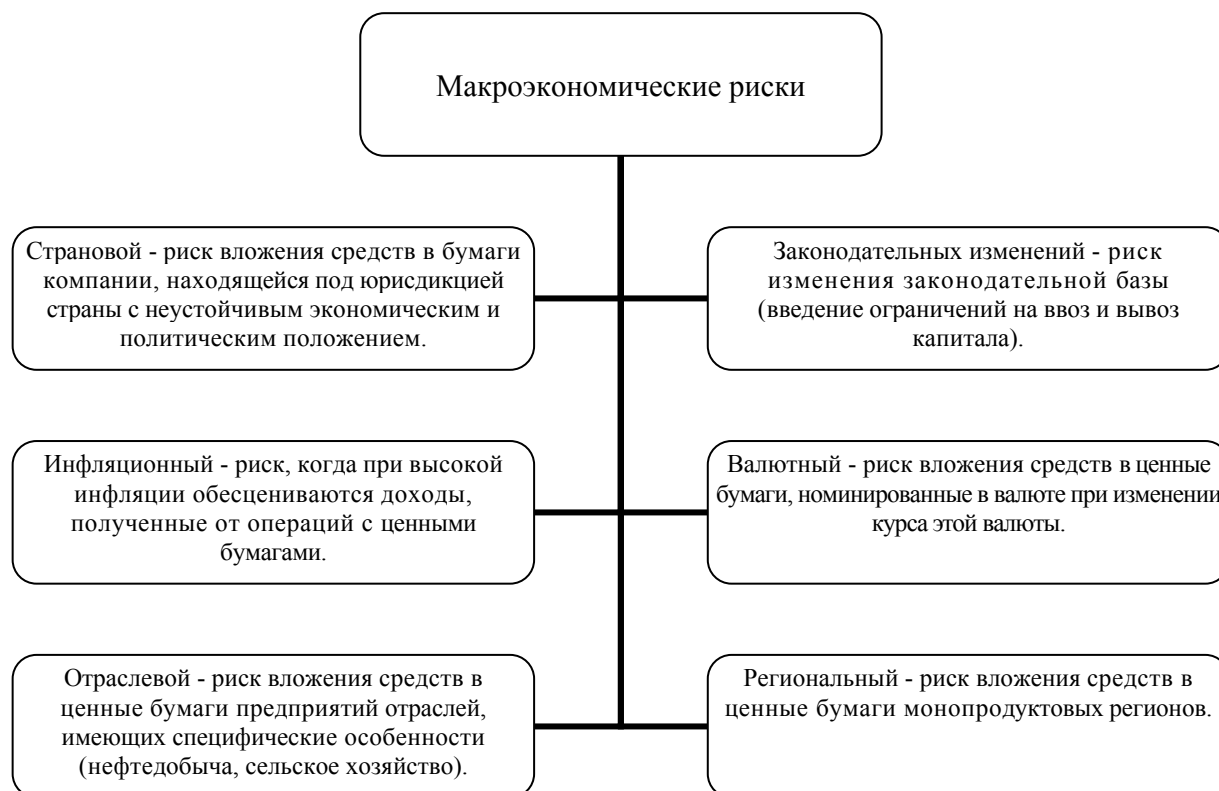 Макроэкономические риски
Страновой - риск вложения средств в бумаги
компании, находящейся под юрисдикцией
страны с неустойчивым экономическим и
политическим положением.
Законодательных изменений - риск
изменения законодательной базы
(введение ограничений на ввоз и вывоз
капитала).
Инфляционный - риск, когда при высокой
инфляции обесцениваются доходы,
полученные от операций с ценными
бумагами.
Валютный - риск вложения средств в ценные
бумаги, номинированные в валюте при изменении
курса этой валюты.
Отраслевой - риск вложения средств в
ценные бумаги предприятий отраслей,
имеющих специфические особенности
(нефтедобыча, сельское хозяйство).
Региональный - риск вложения средств в
ценные бумаги монопродуктовых регионов.